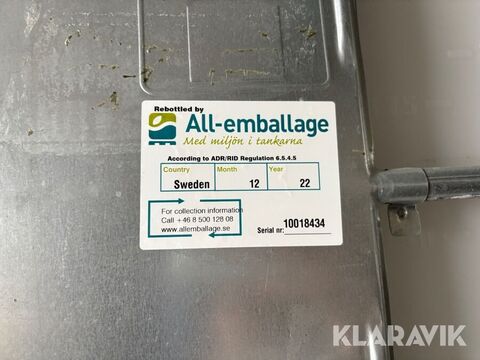 Rebottled by
All-emballage
Med miljön i tankarna
According to ADR/RID Regulation 6.5.4.5
Country Month Year
Sweden 12 22
For collection information
Call +46 8 500 128 08
www.allemballage.se
Serial nr: 10018434
KLARAVIK